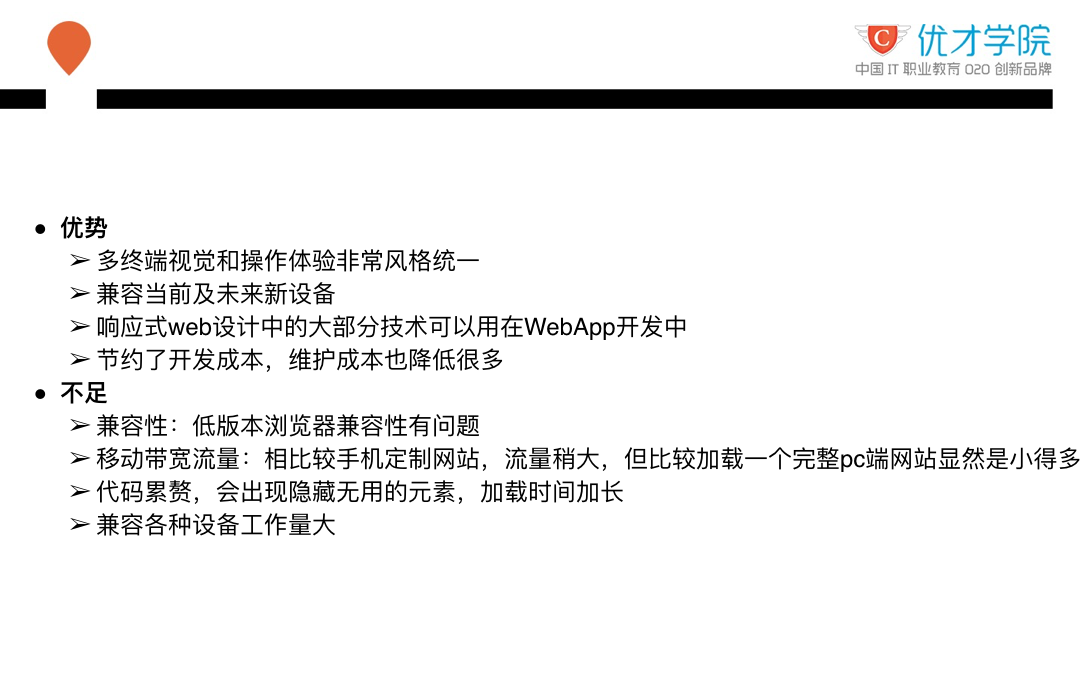 C 优才学院
中国 IT 职业教育 O2O 创新品牌
● 优势
➢ 多终端视觉和操作体验非常风格统一
➢ 兼容当前及未来新设备
➢ 响应式web设计中的大部分技术可以用在WebApp开发中
➢ 节约了开发成本，维护成本也降低很多
● 不足
➢ 兼容性：低版本浏览器兼容性有问题
➢ 移动带宽流量：相比较手机定制网站，流量稍大，但比较加载一个完整pc端网站显然是小得多
➢ 代码累赘，会出现隐藏无用的元素，加载时间加长
➢ 兼容各种设备工作量大